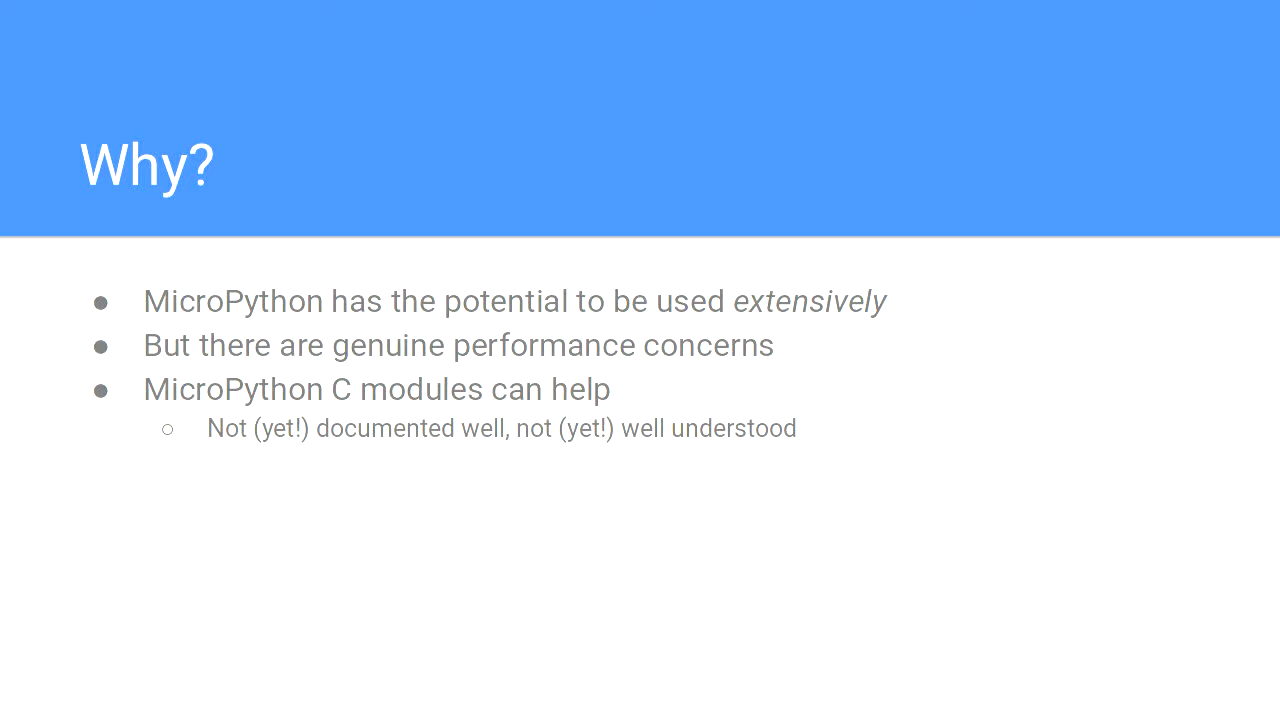 Why?
● MicroPython has the potential to be used extensively
● But there are genuine performance concerns
● MicroPython C modules can help
○ Not (yet!) documented well, not (yet!) well understood